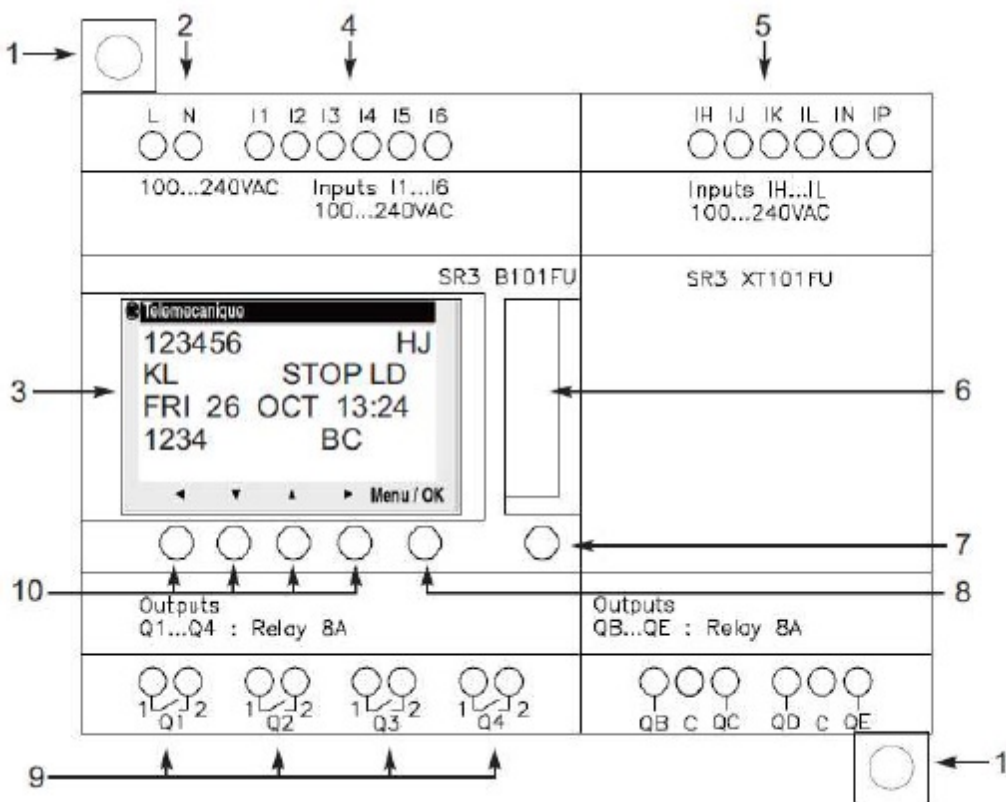 2 4 5
1
L N I1 I2 I3 I4 I5 I6 IH IJ IK IL IN IP
100...240VAC Inputs I1...I6 Inputs IH...IL
100...240VAC 100...240VAC
SR3 B101FU SR3 XT101FU
Telemecanique
123456 HJ
3 KL STOP LD 6
FRI 26 OCT 13:24
1234 BC
Menu / OK
7
10 8
Outputs Outputs
Q1...Q4 : Relay 8A QB...QE : Relay 8A
1 2 1 2 1 2 1 2
Q1 Q2 Q3 Q4 QB C QC QD C QE
9 1